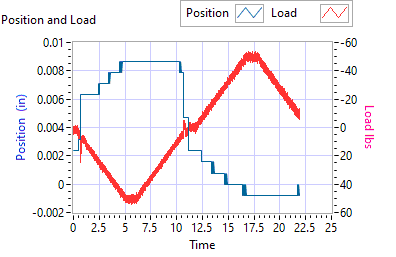 Position Load
Position and Load
0.01
0.008
0.006
0.004
0.002
0
-0.002
Position (in)
-60
-40
-20
0
20
40
60
Load lbs
0 2.5 5 7.5 10 12.5 15 17.5 20 22.5 25
Time